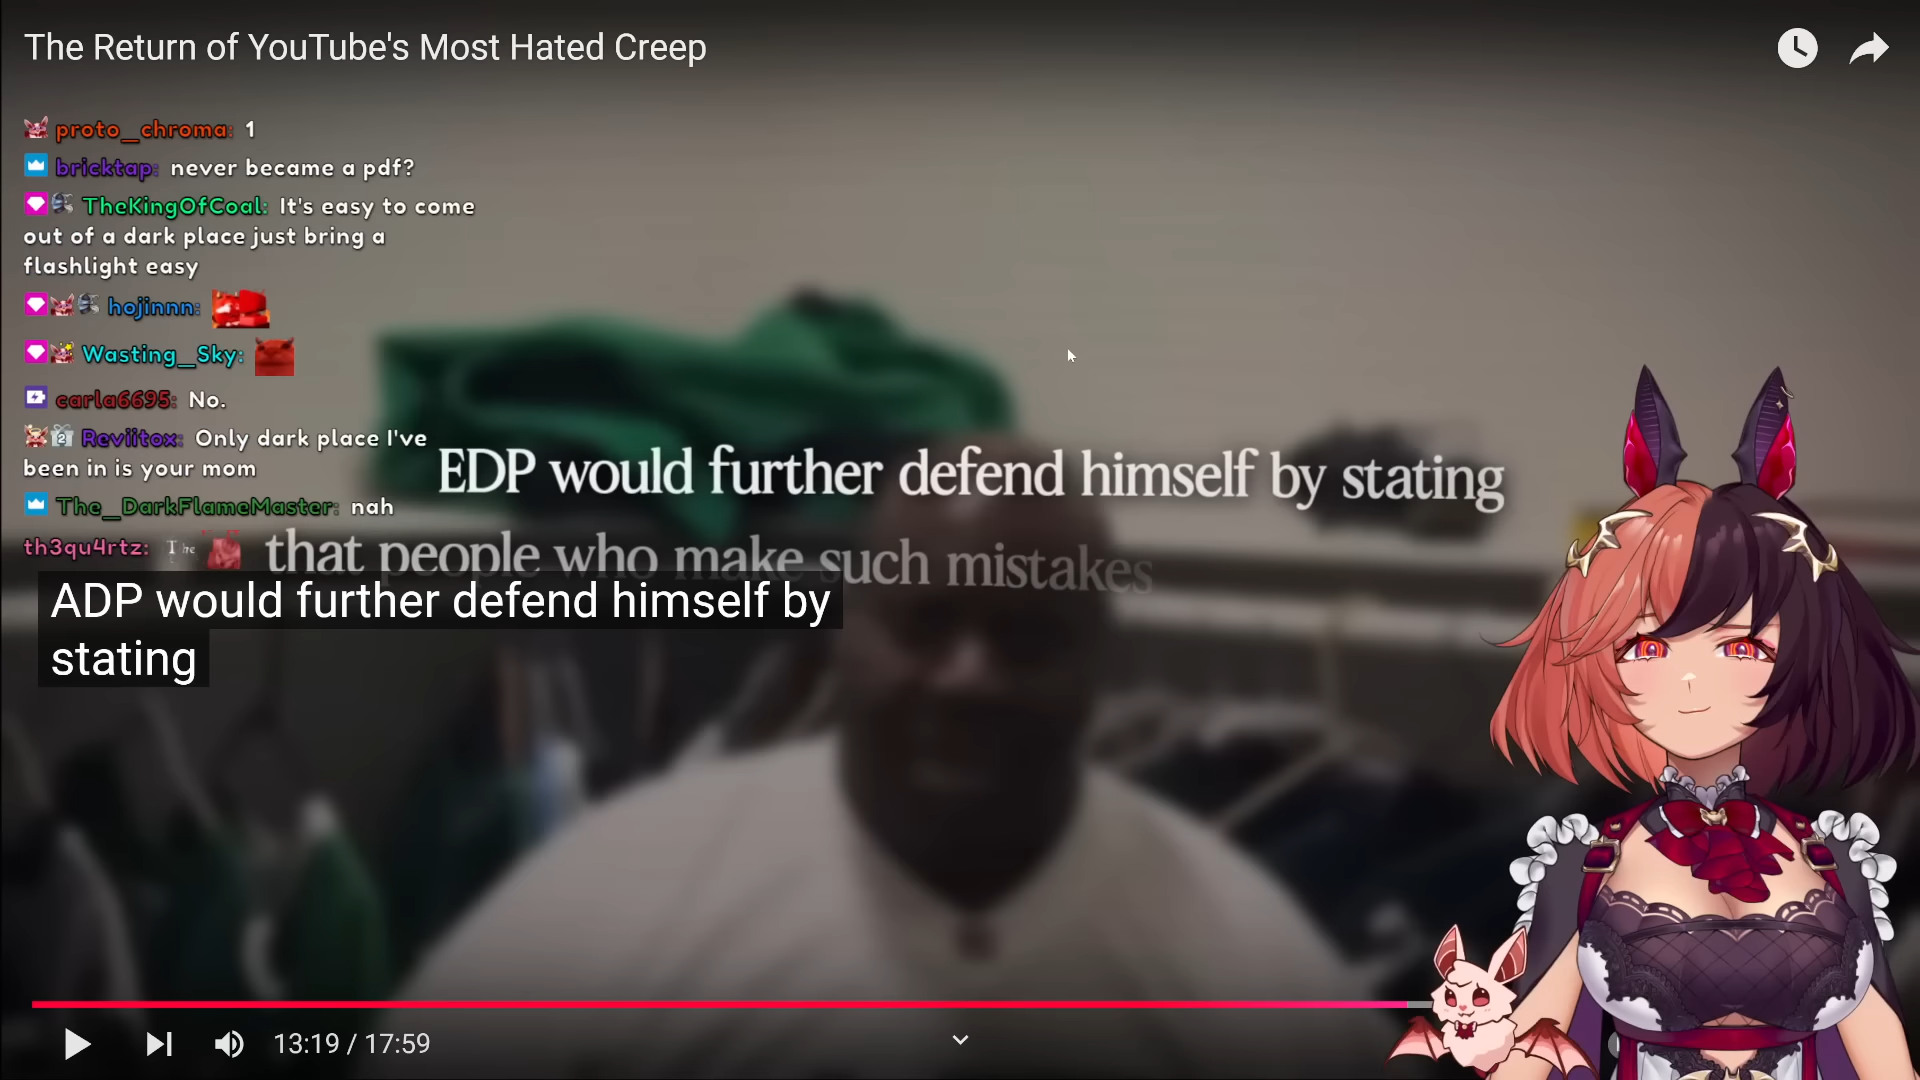 The Return of YouTube's Most Hated Creep
proto_chroma: 1
bricktap: never became a pdf?
TheKingOfCoal: It's easy to come
out of a dark place just bring a
flashlight easy
hojinnn:
Wasting_Sky:
carla6695: No.
2 Reviitox: Only dark place I've
been in is your mom
The_DarkFlameMaster: nah
th3qu4rtz: The
EDP would further defend himself by stating
that people who make such mistakes
ADP would further defend himself by
stating
13:19 / 17:59